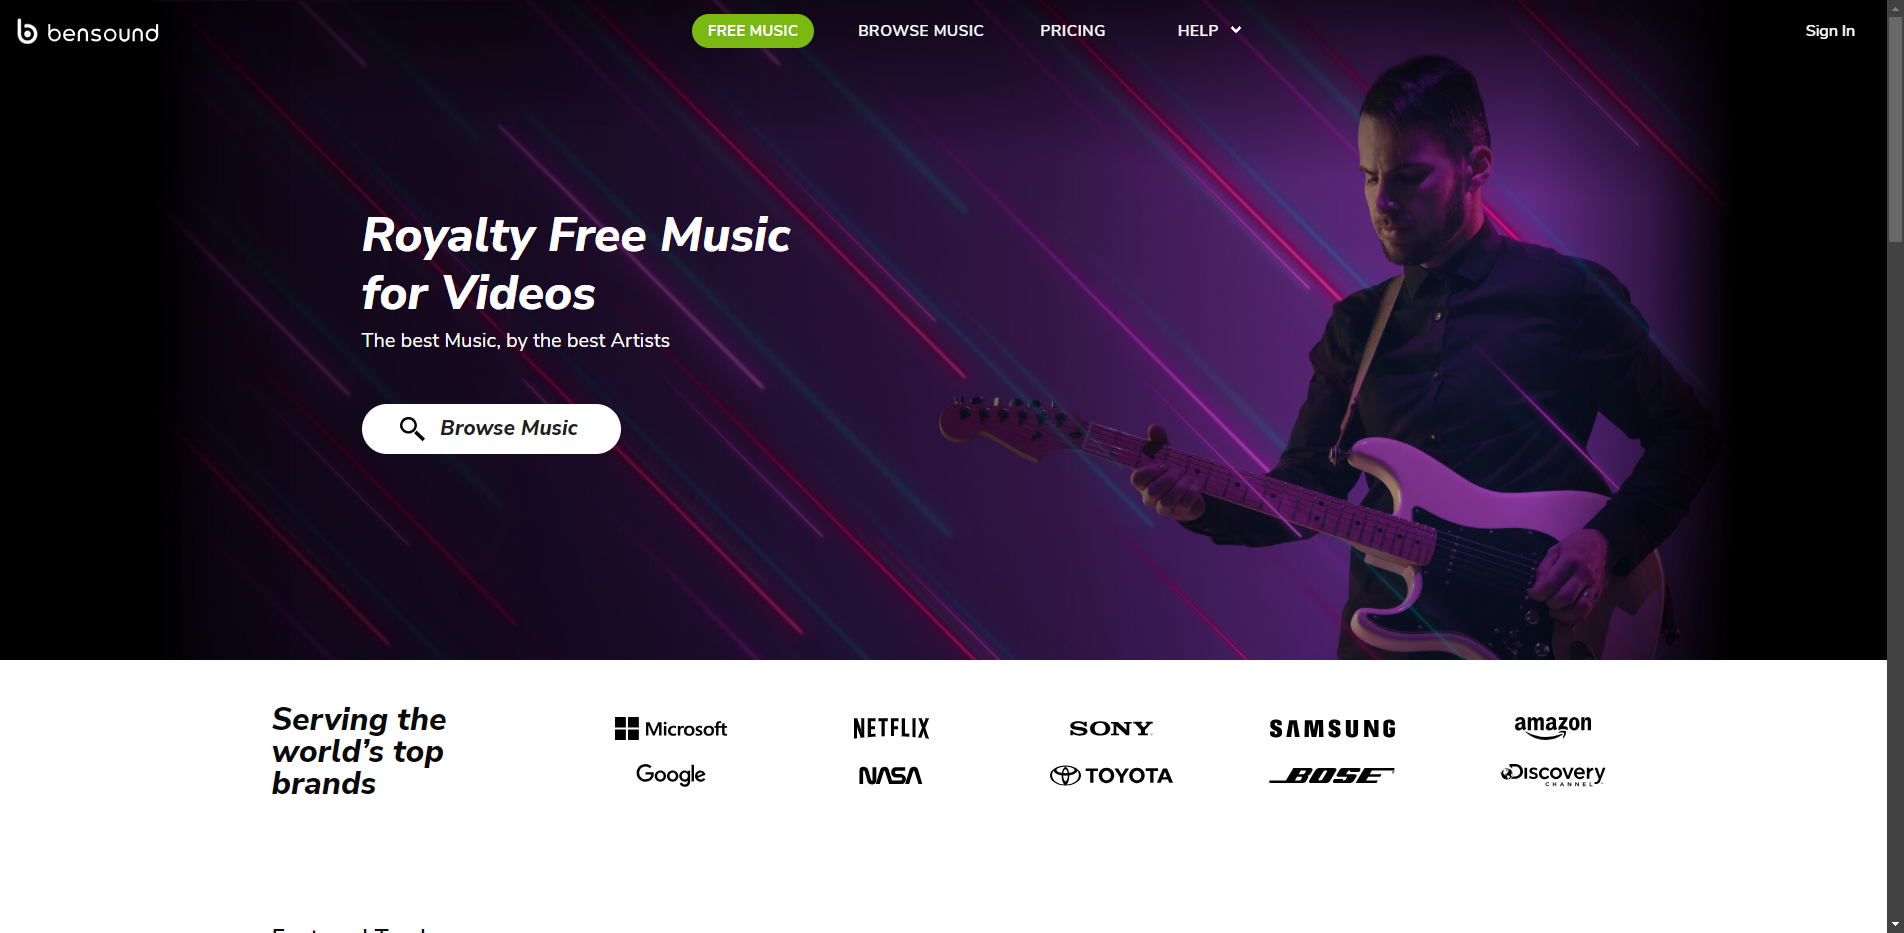 bensound
FREE MUSIC
BROWSE MUSIC
PRICING
HELP
Sign In
Royalty Free Music
for Videos
The best Music, by the best Artists
Browse Music
Serving the
world's top
brands
Microsoft
NETFLIX
SONY
SAMSUNG
amazon
Google
NASA
TOYOTA
BOSE
Discovery
CHANNEL